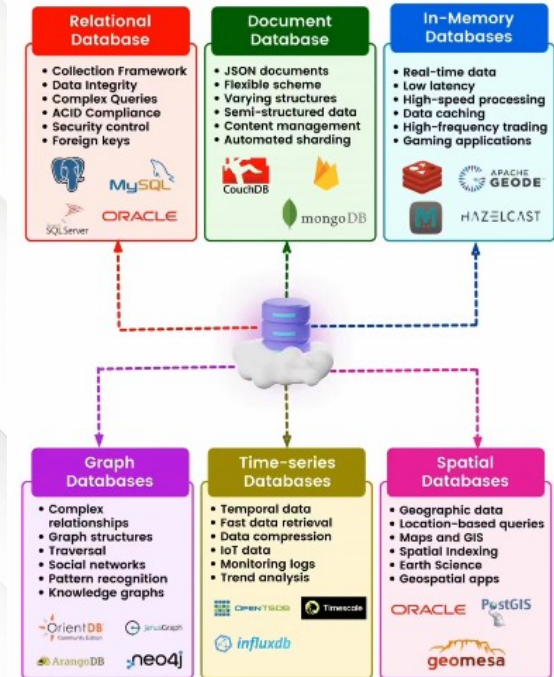 Relational
Database
• Collection Framework
• Data Integrity
• Complex Queries
• ACID Compliance
• Security control
• Foreign keys
MySQL
SQL Server
ORACLE
Document
Database
• JSON documents
• Flexible scheme
• Varying structures
• Semi-structured data
• Content management
• Automated sharding
CouchDB
mongoDB
In-Memory
Databases
• Real-time data
• Low latency
• High-speed processing
• Data caching
• High-frequency trading
• Gaming applications
APACHE
GEODE
HAZELCAST
Graph
Databases
• Complex
relationships
• Graph structures
• Traversal
• Social networks
• Pattern recognition
• Knowledge graphs
OrientDB
Community Edition
JanusGraph
ArangoDB
neo4j
Time-series
Databases
• Temporal data
• Fast data retrieval
• Data compression
• IoT data
• Monitoring logs
• Trend analysis
OPENTSDB
Timescale
influxdb
Spatial
Databases
• Geographic data
• Location-based queries
• Maps and GIS
• Spatial Indexing
• Earth Science
• Geospatial apps
ORACLE
PostGIS
geomesa